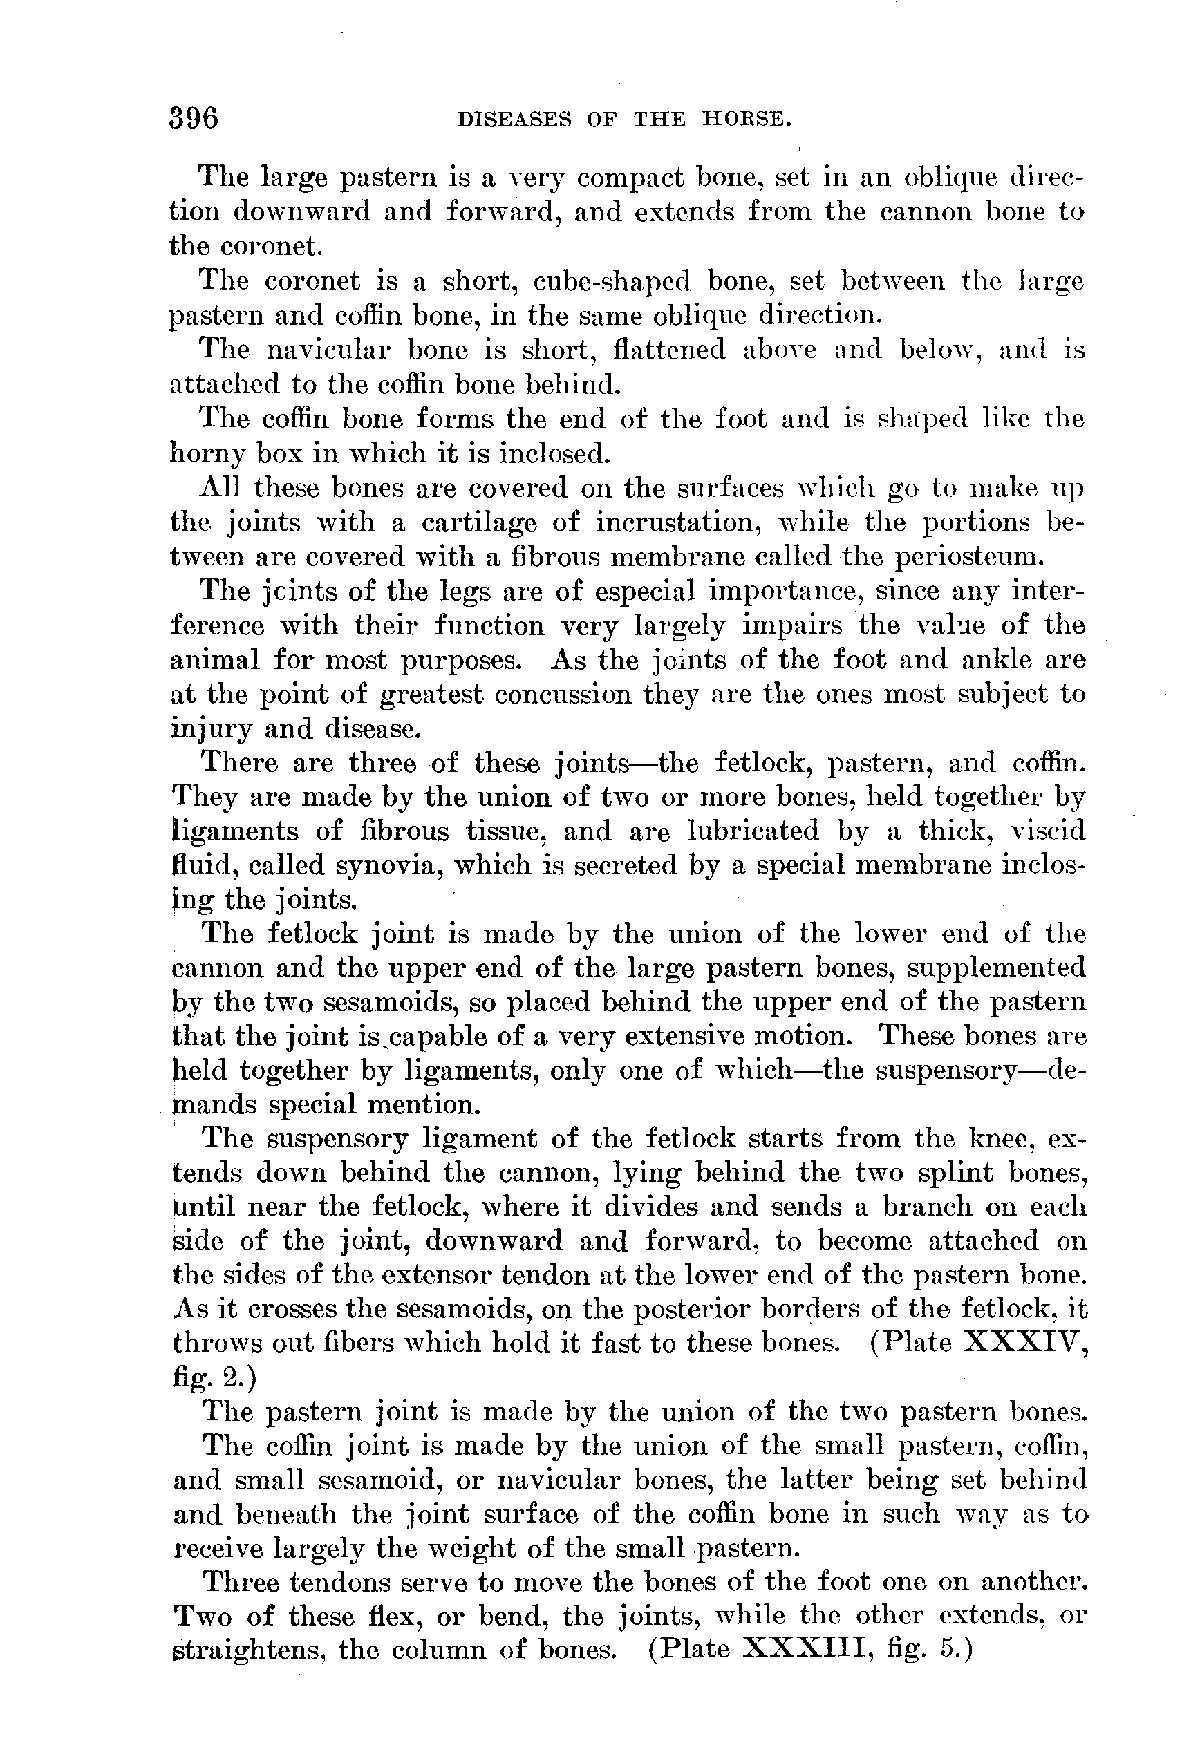 396 DISEASES OF THE HORSE.
The large pastern is a very compact bone, set in an oblique direc-
tion downward and forward, and extends from the cannon bone to
the coronet.
The coronet is a short, cube-shaped bone, set between the large
pastern and coffin bone, in the same oblique direction.
The navicular bone is short, flattened above and below, and is
attached to the coffin bone behind.
The coffin bone forms the end of the foot and is shaped like the
horny box in which it is inclosed.
All these bones are covered on the surfaces which go to make up
the joints with a cartilage of incrustation, while the portions be-
tween are covered with a fibrous membrane called the periosteum.
The joints of the legs are of especial importance, since any inter-
ference with their function very largely impairs the value of the
animal for most purposes. As the joints of the foot and ankle are
at the point of greatest concussion they are the ones most subject to
injury and disease.
There are three of these joints—the fetlock, pastern, and coffin.
They are made by the union of two or more bones, held together by
ligaments of fibrous tissue, and are lubricated by a thick, viscid
fluid, called synovia, which is secreted by a special membrane inclos-
ing the joints.
The fetlock joint is made by the union of the lower end of the
cannon and the upper end of the large pastern bones, supplemented
by the two sesamoids, so placed behind the upper end of the pastern
that the joint is capable of a very extensive motion. These bones are
held together by ligaments, only one of which—the suspensory—de-
mands special mention.
The suspensory ligament of the fetlock starts from the knee, ex-
tends down behind the cannon, lying behind the two splint bones,
until near the fetlock, where it divides and sends a branch on each
side of the joint, downward and forward, to become attached on
the sides of the extensor tendon at the lower end of the pastern bone.
As it crosses the sesamoids, on the posterior borders of the fetlock, it
throws out fibers which hold it fast to these bones. (Plate XXXIV,
fig. 2.)
The pastern joint is made by the union of the two pastern bones.
The coffin joint is made by the union of the small pastern, coffin,
and small sesamoid, or navicular bones, the latter being set behind
and beneath the joint surface of the coffin bone in such way as to
receive largely the weight of the small pastern.
Three tendons serve to move the bones of the foot one on another.
Two of these flex, or bend, the joints, while the other extends, or
straightens, the column of bones. (Plate XXXIII, fig. 5.)